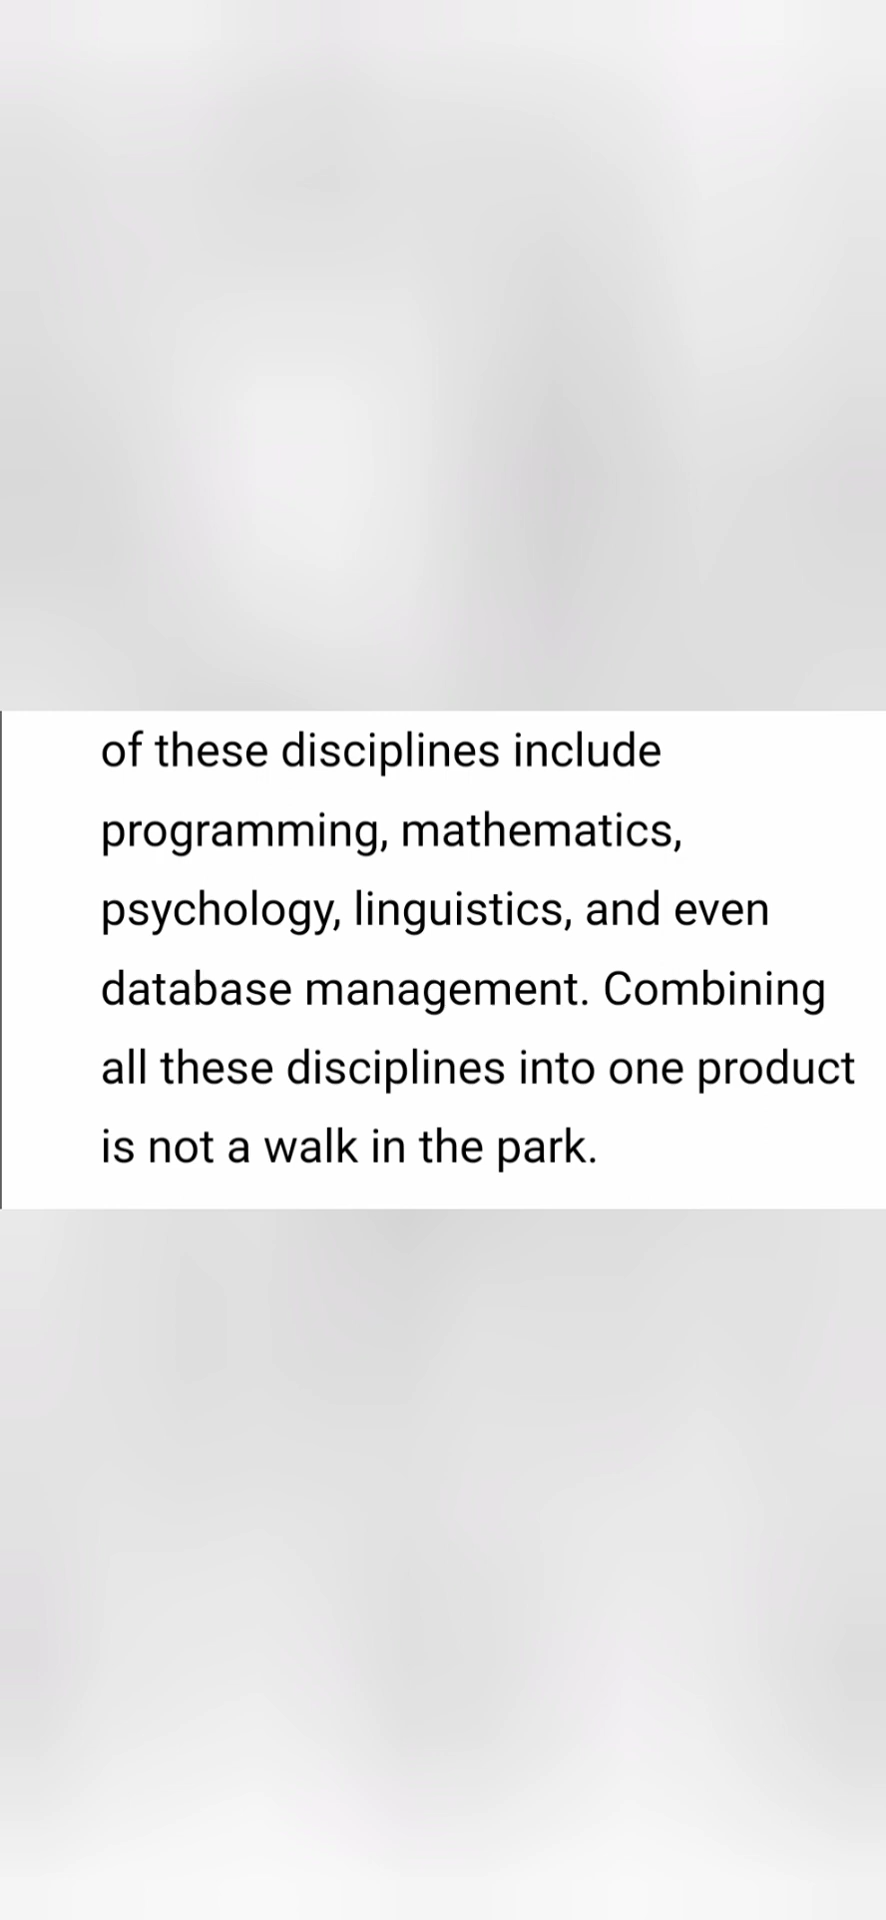 of these disciplines include
programming, mathematics,
psychology, linguistics, and even
database management. Combining
all these disciplines into one product
is not a walk in the park.